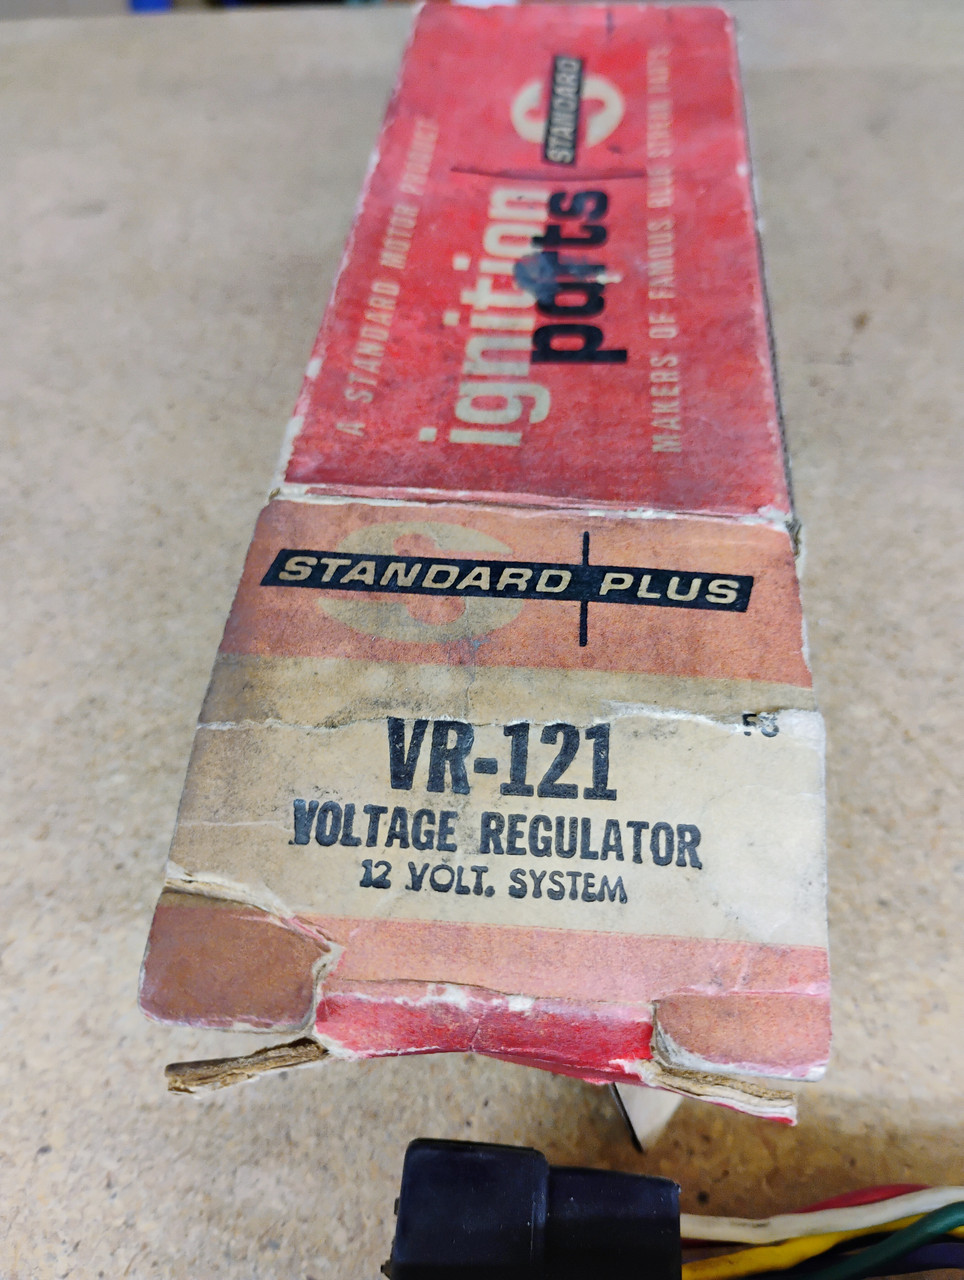 A STANDARD MOTOR PRODUCT
ignition
parts
STANDARD
MAKERS OF FAMOUS BLUE STREAK PARTS
STANDARD PLUS
VR-121
VOLTAGE REGULATOR
12 VOLT. SYSTEM